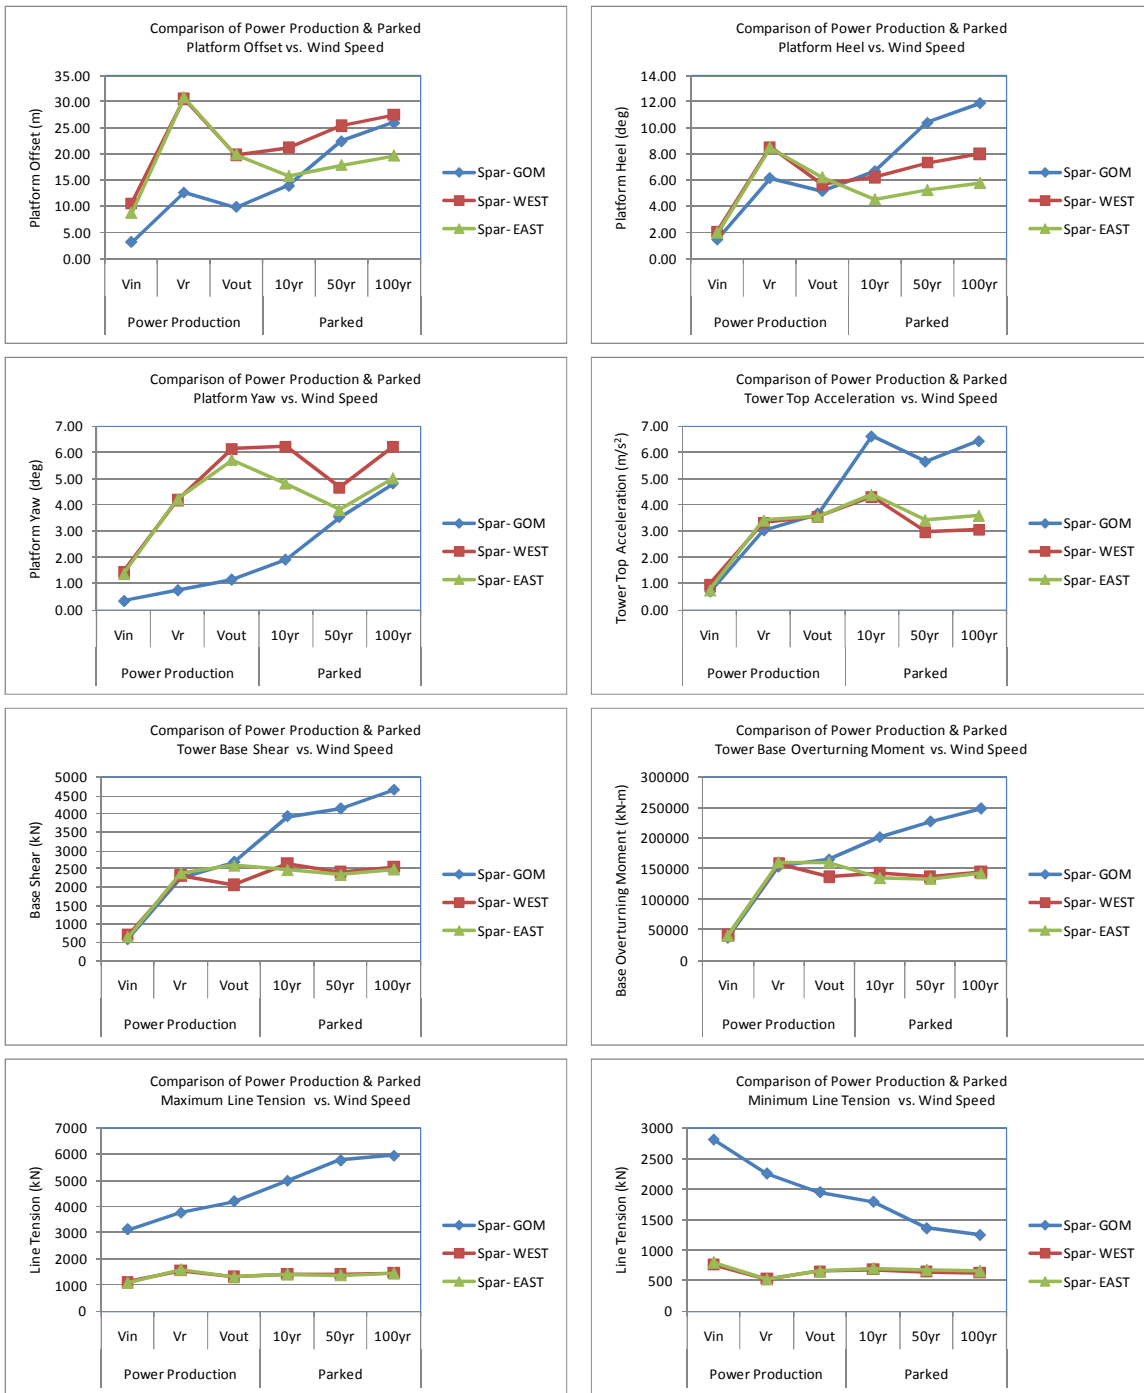 Comparison of Power Production & Parked
Platform Offset vs. Wind Speed
Platform Offset (m)
35.00
30.00
25.00
20.00
15.00
10.00
5.00
0.00
Vin Vr Vout 10yr 50yr 100yr
Power Production Parked
Spar- GOM
Spar- WEST
Spar- EAST
Comparison of Power Production & Parked
Platform Heel vs. Wind Speed
Platform Heel (deg)
14.00
12.00
10.00
8.00
6.00
4.00
2.00
0.00
Vin Vr Vout 10yr 50yr 100yr
Power Production Parked
Spar- GOM
Spar- WEST
Spar- EAST
Comparison of Power Production & Parked
Platform Yaw vs. Wind Speed
Platform Yaw (deg)
7.00
6.00
5.00
4.00
3.00
2.00
1.00
0.00
Vin Vr Vout 10yr 50yr 100yr
Power Production Parked
Spar- GOM
Spar- WEST
Spar- EAST
Comparison of Power Production & Parked
Tower Top Acceleration vs. Wind Speed
Tower Top Acceleration (m/s²)
7.00
6.00
5.00
4.00
3.00
2.00
1.00
0.00
Vin Vr Vout 10yr 50yr 100yr
Power Production Parked
Spar- GOM
Spar- WEST
Spar- EAST
Comparison of Power Production & Parked
Tower Base Shear vs. Wind Speed
Base Shear (kN)
5000
4500
4000
3500
3000
2500
2000
1500
1000
500
0
Vin Vr Vout 10yr 50yr 100yr
Power Production Parked
Spar- GOM
Spar- WEST
Spar- EAST
Comparison of Power Production & Parked
Tower Base Overturning Moment vs. Wind Speed
Base Overturning Moment (kN-m)
300000
250000
200000
150000
100000
50000
0
Vin Vr Vout 10yr 50yr 100yr
Power Production Parked
Spar- GOM
Spar- WEST
Spar- EAST
Comparison of Power Production & Parked
Maximum Line Tension vs. Wind Speed
Line Tension (kN)
7000
6000
5000
4000
3000
2000
1000
0
Vin Vr Vout 10yr 50yr 100yr
Power Production Parked
Spar- GOM
Spar- WEST
Spar- EAST
Comparison of Power Production & Parked
Minimum Line Tension vs. Wind Speed
Line Tension (kN)
3000
2500
2000
1500
1000
500
0
Vin Vr Vout 10yr 50yr 100yr
Power Production Parked
Spar- GOM
Spar- WEST
Spar- EAST